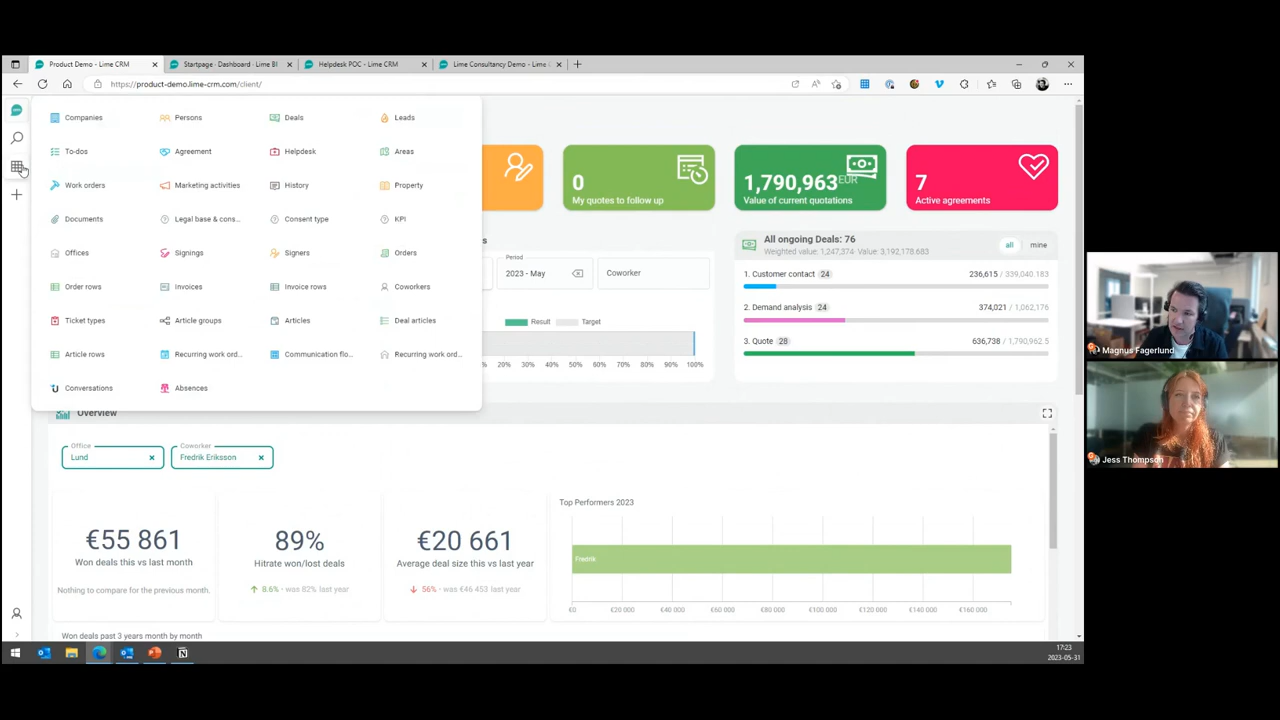 Product Demo - Lime CRM
Startpage - Dashboard - Lime BI
Helpdesk POC - Lime CRM
Lime Consultancy Demo - Lime
https://product-demo.lime-crm.com/client/
Companies
Persons
Deals
Leads
To-dos
Agreement
Helpdesk
Areas
Work orders
Marketing activities
History
Property
Documents
Legal base & cons...
Consent type
KPI
Offices
Signings
Signers
Orders
Order rows
Invoices
Invoice rows
Coworkers
Ticket types
Article groups
Articles
Deal articles
Article rows
Recurring work ord...
Communication flo...
Recurring work ord...
Conversations
Absences
0
My quotes to follow up
1,790,963 EUR
Value of current quotations
7
Active agreements
s
Period
2023 - May
Coworker
Result
Target
20% 30% 40% 50% 60% 70% 80% 90% 100%
All ongoing Deals: 76
Weighted value: 1,247,374 · Value: 3,192,178.683
all
mine
1. Customer contact 24
236,615 / 339,040.183
2. Demand analysis 24
374,021 / 1,062,176
3. Quote 28
636,738 / 1,790,962.5
Overview
Office
Lund
Coworker
Fredrik Eriksson
€55 861
Won deals this vs last month
Nothing to compare for the previous month.
89%
Hitrate won/lost deals
8.6% - was 82% last year
€20 661
Average deal size this vs last year
56% - was €46 453 last year
Top Performers 2023
Fredrik
€0 €20 000 €40 000 €60 000 €80 000 €100 000 €120 000 €140 000 €160 000
Won deals past 3 years month by month
17:23
2023-05-31
Magnus Fagerlund
Jess Thompson